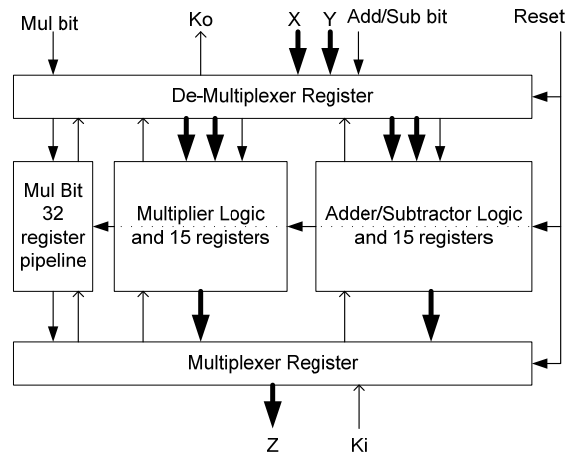 Mul bit
Ko
X
Y
Add/Sub bit
Reset
De-Multiplexer Register
Mul Bit
32
register
pipeline
Multiplier Logic
and 15 registers
Adder/Subtractor Logic
and 15 registers
Multiplexer Register
Z
Ki